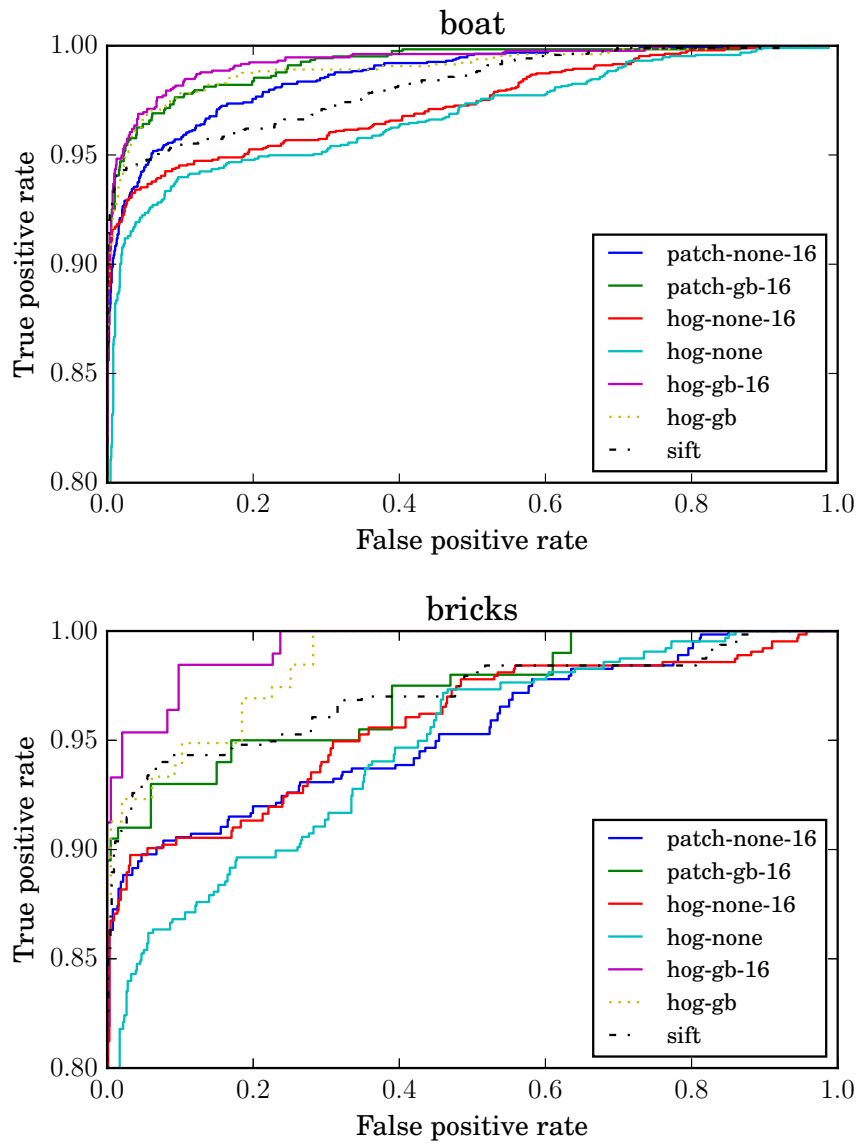 boat
1.00
0.95
0.90
0.85
0.80
True positive rate
patch-none-16
patch-gb-16
hog-none-16
hog-none
hog-gb-16
hog-gb
sift
0.0 0.2 0.4 0.6 0.8 1.0
False positive rate
bricks
1.00
0.95
0.90
0.85
0.80
True positive rate
patch-none-16
patch-gb-16
hog-none-16
hog-none
hog-gb-16
hog-gb
sift
0.0 0.2 0.4 0.6 0.8 1.0
False positive rate